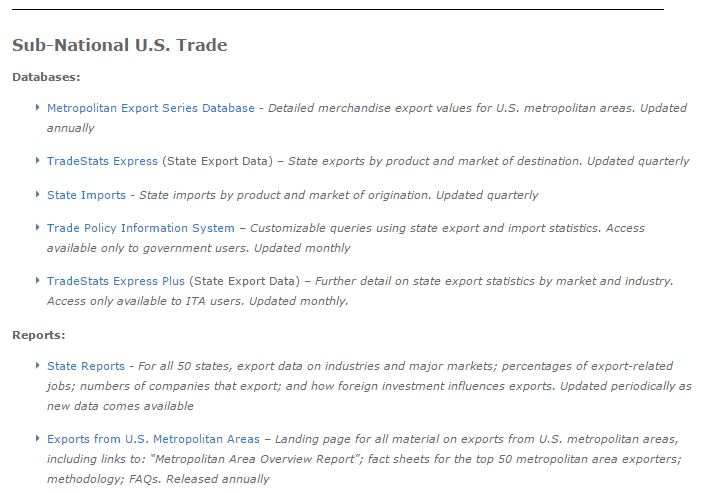 Sub-National U.S. Trade
Databases:
Metropolitan Export Series Database - Detailed merchandise export values for U.S. metropolitan areas. Updated
annually
TradeStats Express (State Export Data) – State exports by product and market of destination. Updated quarterly
State Imports - State imports by product and market of origination. Updated quarterly
Trade Policy Information System – Customizable queries using state export and import statistics. Access
available only to government users. Updated monthly
TradeStats Express Plus (State Export Data) – Further detail on state export statistics by market and industry.
Access only available to ITA users. Updated monthly.
Reports:
State Reports - For all 50 states, export data on industries and major markets; percentages of export-related
jobs; numbers of companies that export; and how foreign investment influences exports. Updated periodically as
new data comes available
Exports from U.S. Metropolitan Areas – Landing page for all material on exports from U.S. metropolitan areas,
including links to: “Metropolitan Area Overview Report”; fact sheets for the top 50 metropolitan area exporters;
methodology; FAQs. Released annually